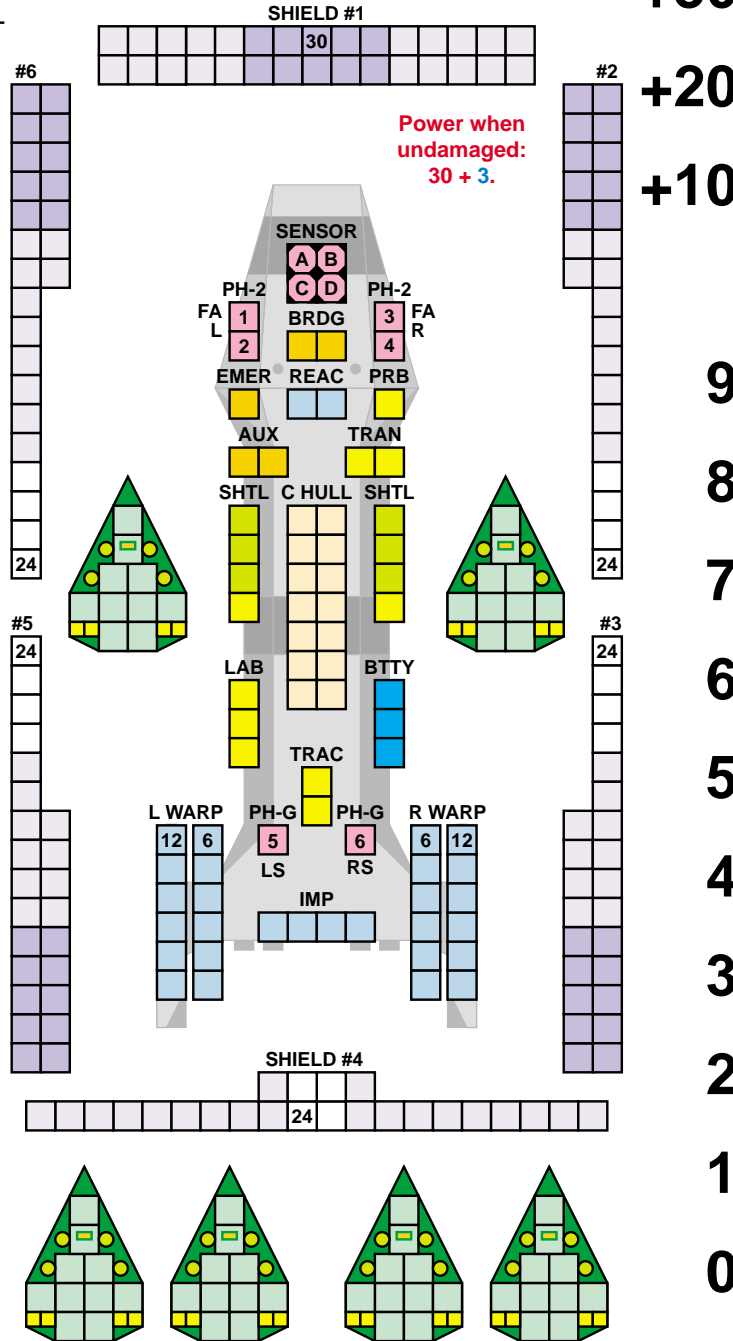 SHIELD #1
30
#6
#2
+20
Power when
undamaged:
30 + 3.
+10
SENSOR
A B
C D
PH-2 PH-2
FA 1 3 FA
L 2 BRDG 4 R
9
EMER REAC PRB
AUX TRAN
8
SHTL C HULL SHTL
24 24
7
#5 #3
24 24
LAB BTTY
6
TRAC
5
L WARP PH-G PH-G R WARP
12 6 5 6 6 12
LS RS
4
IMP
3
SHIELD #4
2
24
1
0